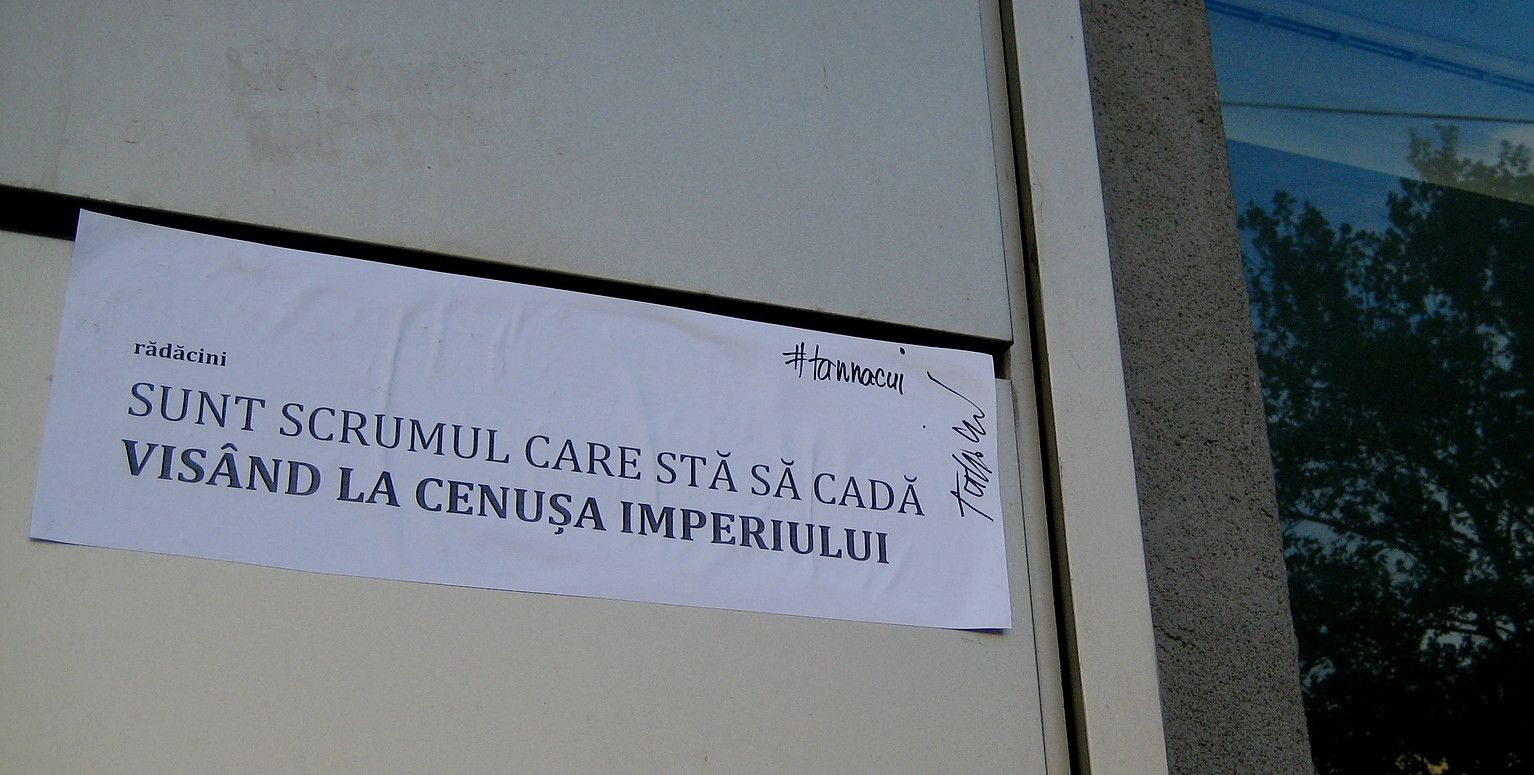 rădăcini
#tannacui
SUNT SCRUMUL CARE STĂ SĂ CADĂ
VISÂND LA CENUȘA IMPERIULUI